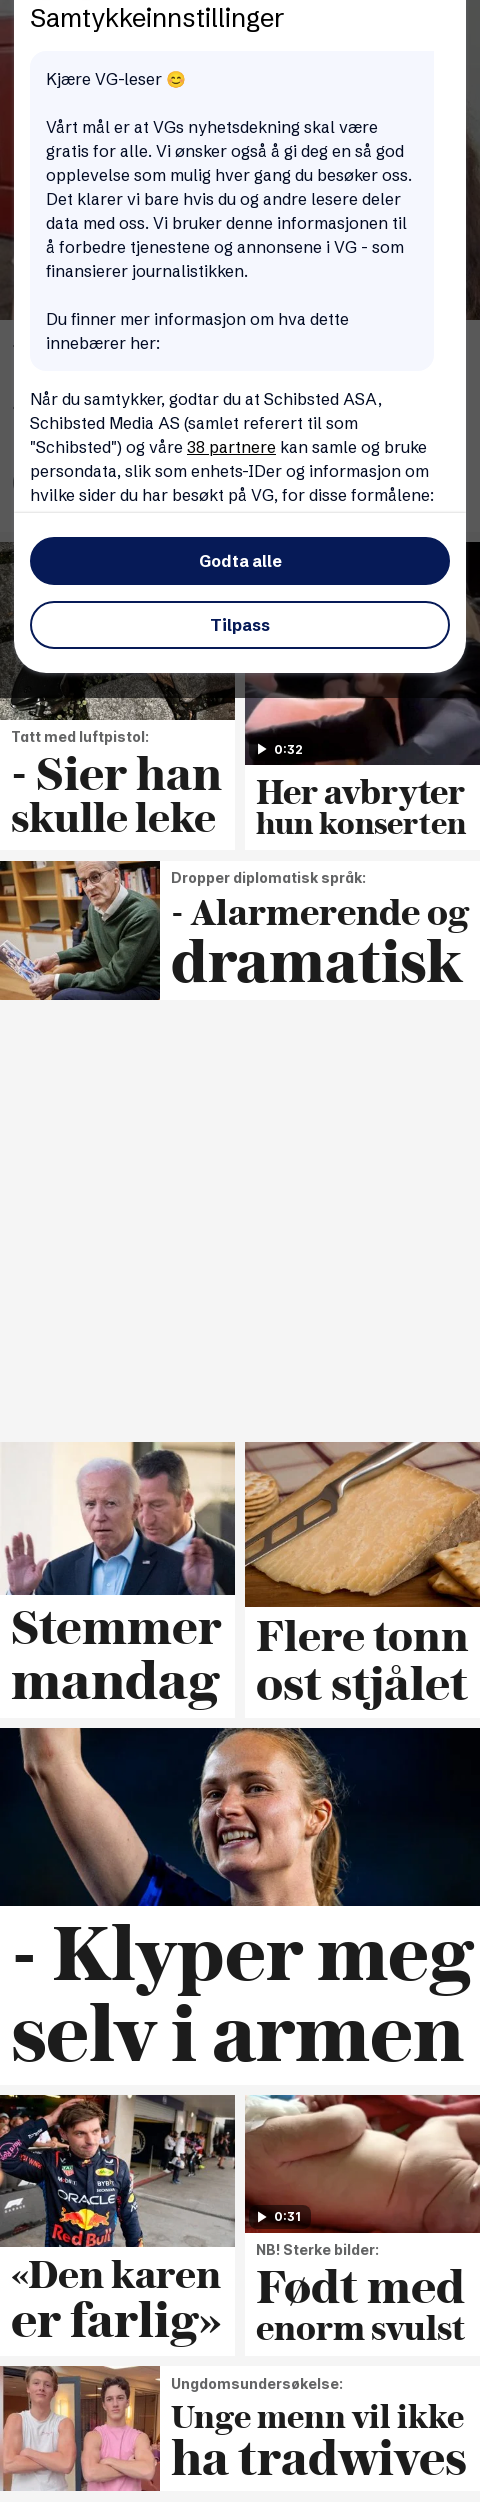 Samtykkeinnstillinger
Kjære VG-leser 😊
Vårt mål er at VGs nyhetsdekning skal være
gratis for alle. Vi ønsker også å gi deg en så god
opplevelse som mulig hver gang du besøker oss.
Det klarer vi bare hvis du og andre lesere deler
data med oss. Vi bruker denne informasjonen til
å forbedre tjenestene og annonsene i VG - som
finansierer journalistikken.
Du finner mer informasjon om hva dette
innebærer her:
Når du samtykker, godtar du at Schibsted ASA,
Schibsted Media AS (samlet referert til som
"Schibsted") og våre 38 partnere kan samle og bruke
persondata, slik som enhets-IDer og informasjon om
hvilke sider du har besøkt på VG, for disse formålene:
Godta alle
Tilpass
Tatt med luftpistol:
- Sier han
skulle leke
0:32
Her avbryter
hun konserten
Dropper diplomatisk språk:
- Alarmerende og
dramatisk
Stemmer
mandag
Flere tonn
ost stjålet
- Klyper meg
selv i armen
ORACLE
Red Bull
«Den karen
er farlig»
0:31
NB! Sterke bilder:
Født med
enorm svulst
Ungdomsundersøkelse:
Unge menn vil ikke
ha tradwives